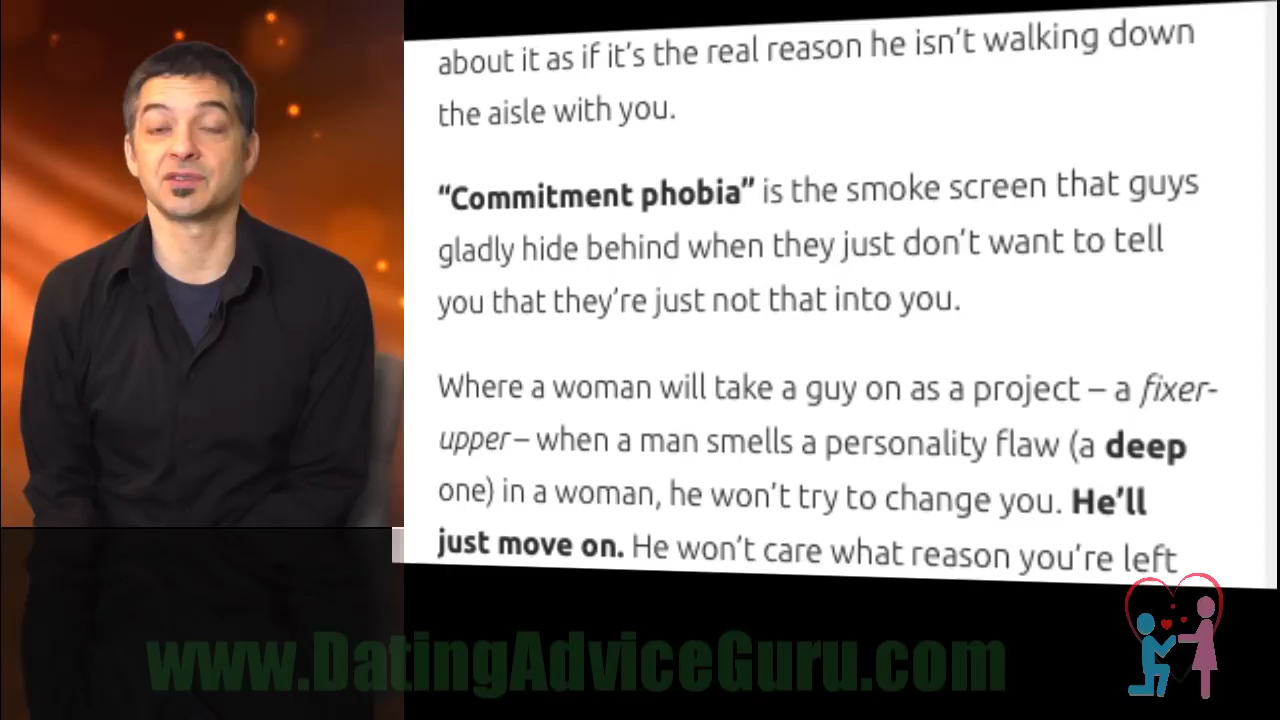 about it as if it's the real reason he isn't walking down
the aisle with you.
“Commitment phobia” is the smoke screen that guys
gladly hide behind when they just don't want to tell
you that they're just not that into you.
Where a woman will take a guy on as a project – a fixer-
upper – when a man smells a personality flaw (a deep
one) in a woman, he won't try to change you. He'll
just move on. He won't care what reason you're left
www.DatingAdviceGuru.com